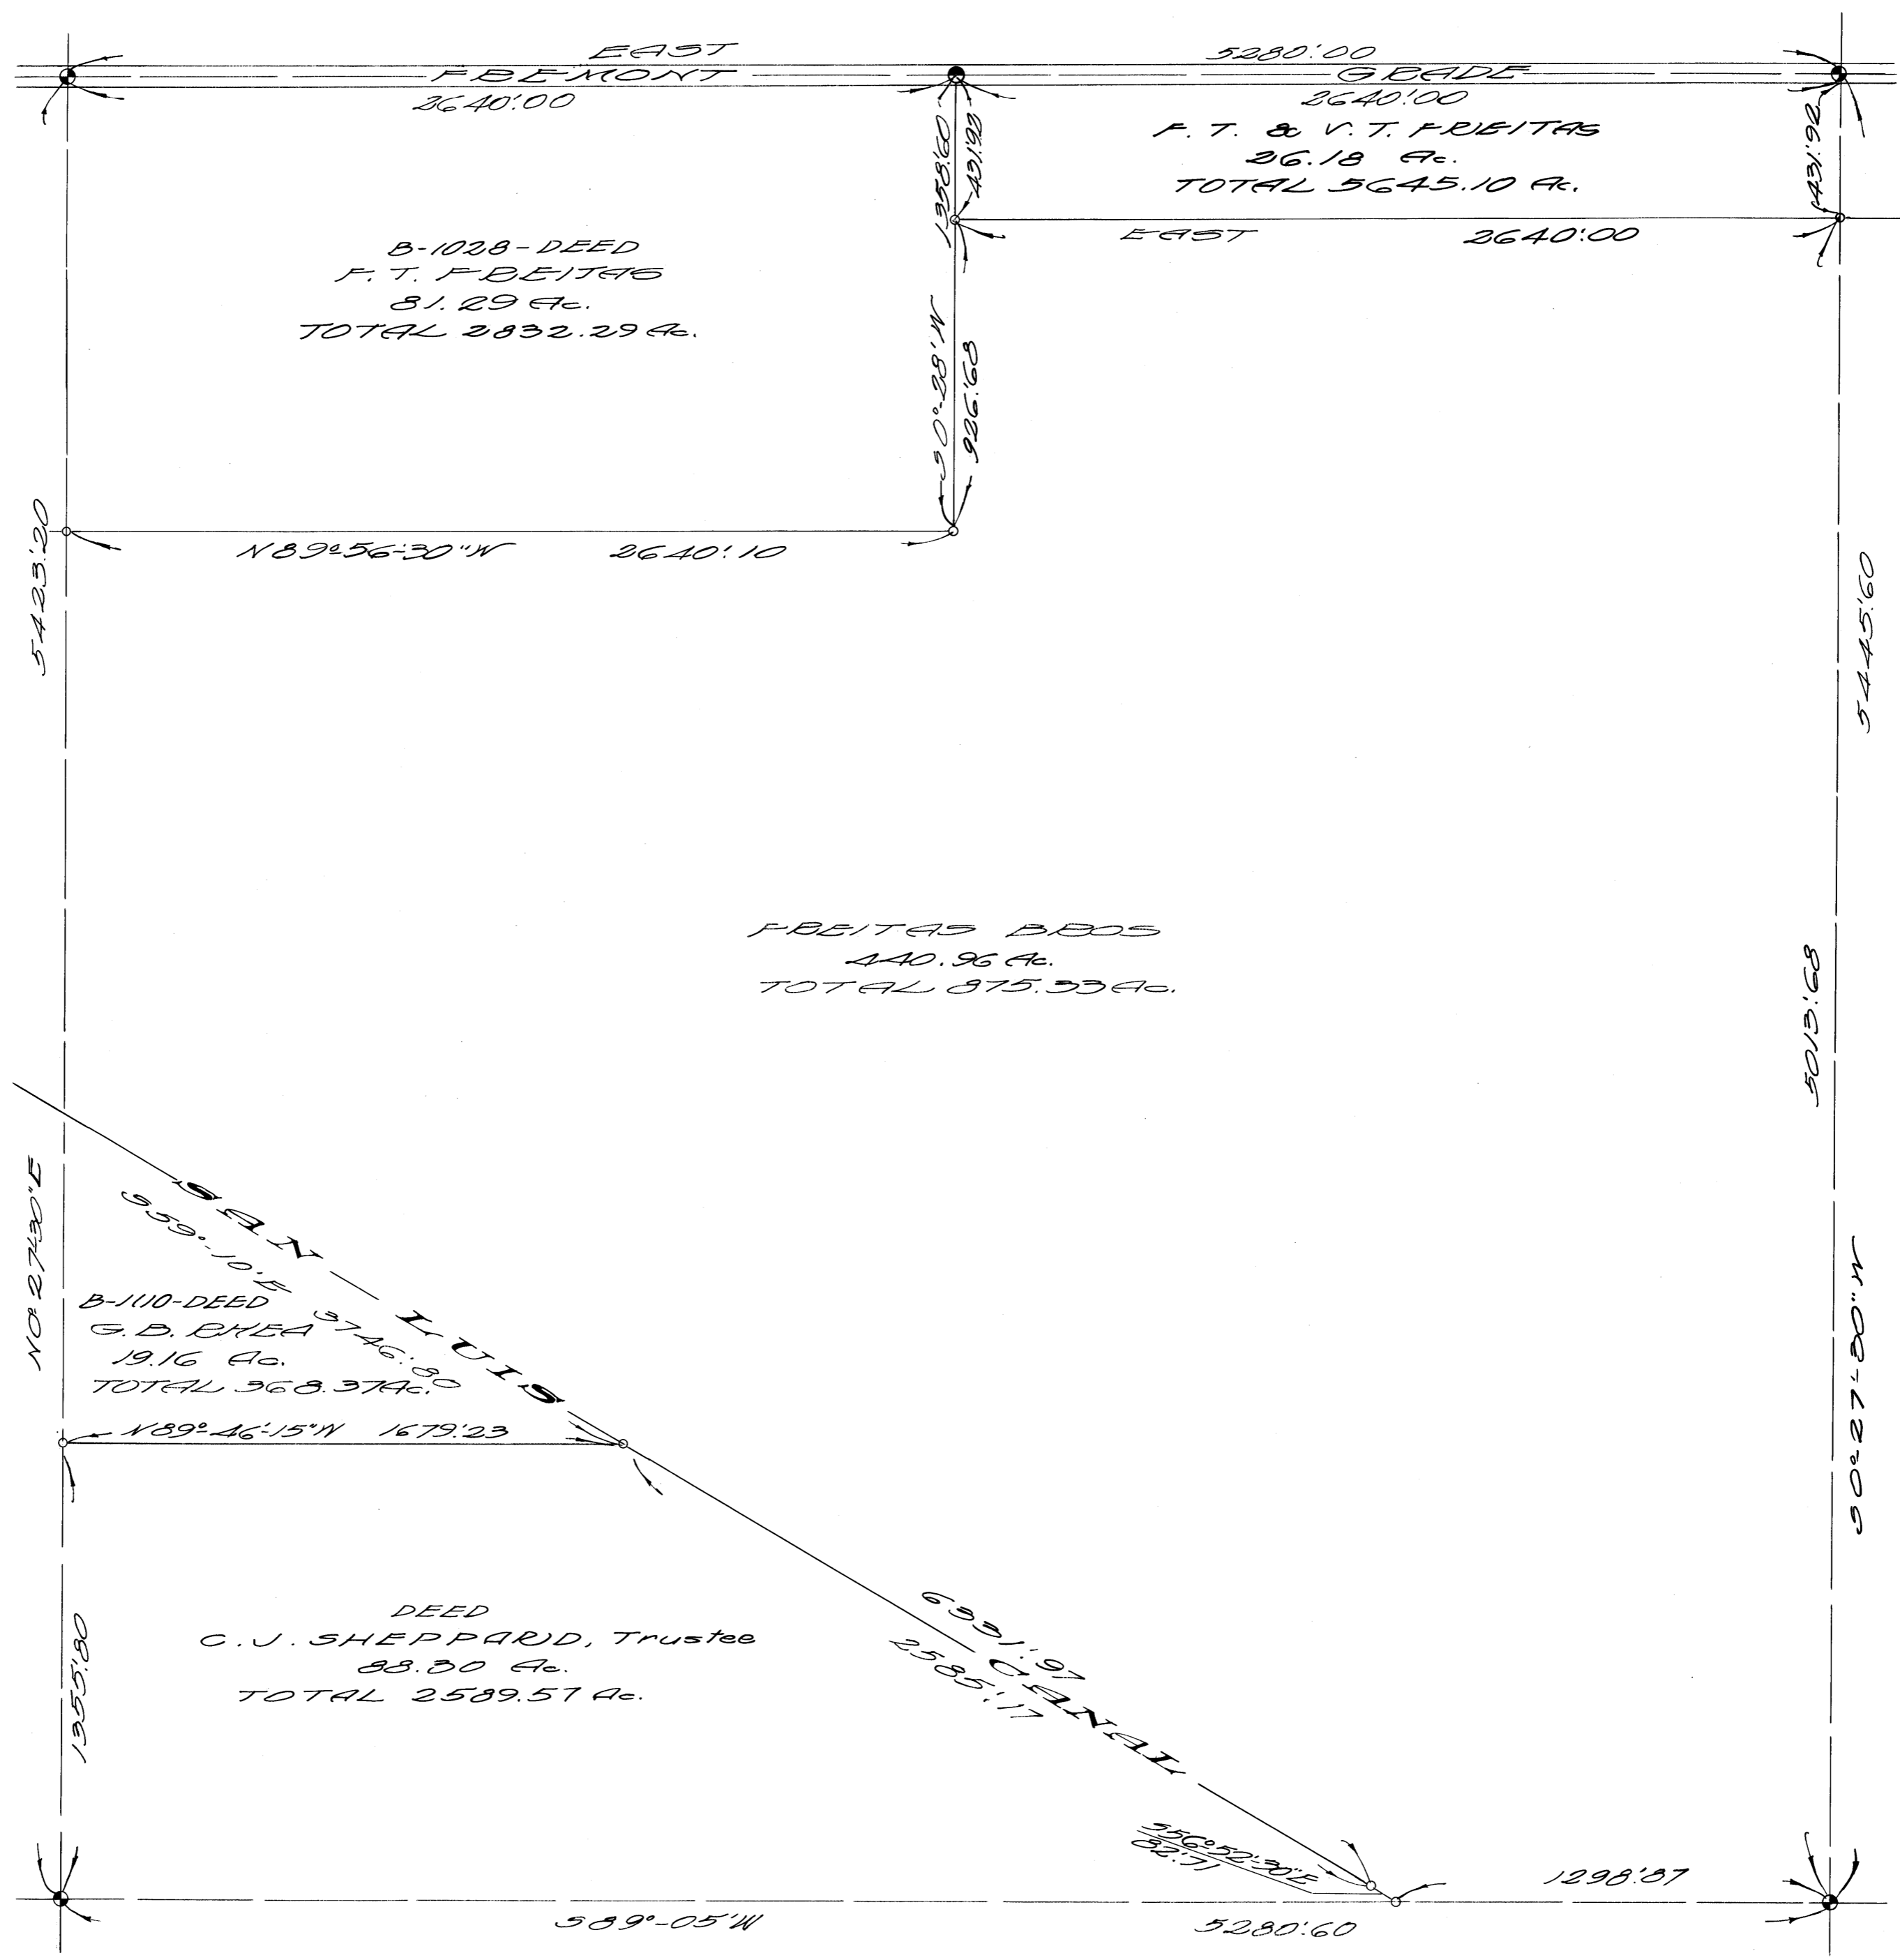 EAST 5280'.00
FREMONT GRADE
2640'.00 2640'.00
F. T. & V. T. FREITAS
26.18 Ac.
TOTAL 5645.10 Ac.
1358'.60
431'.92
431'.92
EAST 2640'.00
B-1028-DEED
F. T. FREITAS
81.29 Ac.
TOTAL 2832.29 Ac.
S0°-28'W
926'.68
N89°-56'-30"W 2640'.10
5423'.20
5445'.60
FREITAS BROS
440.96 Ac.
TOTAL 875.33 Ac.
5013'.68
N0°-27'-30"E
S0°-27'-30"W
SAN LUIS CANAL
S59°-10'E 3746'.80
B-1110-DEED
G. B. RHEA
19.16 Ac.
TOTAL 368.37 Ac.
N89°-46'-15"W 1679'.23
DEED
C. J. SHEPPARD, Trustee
88.30 Ac.
TOTAL 2589.57 Ac.
1355'.80
6331'.97
2585'.17
S56°-52'-30"E
82'.71
1298'.87
S89°-05'W 5280'.60